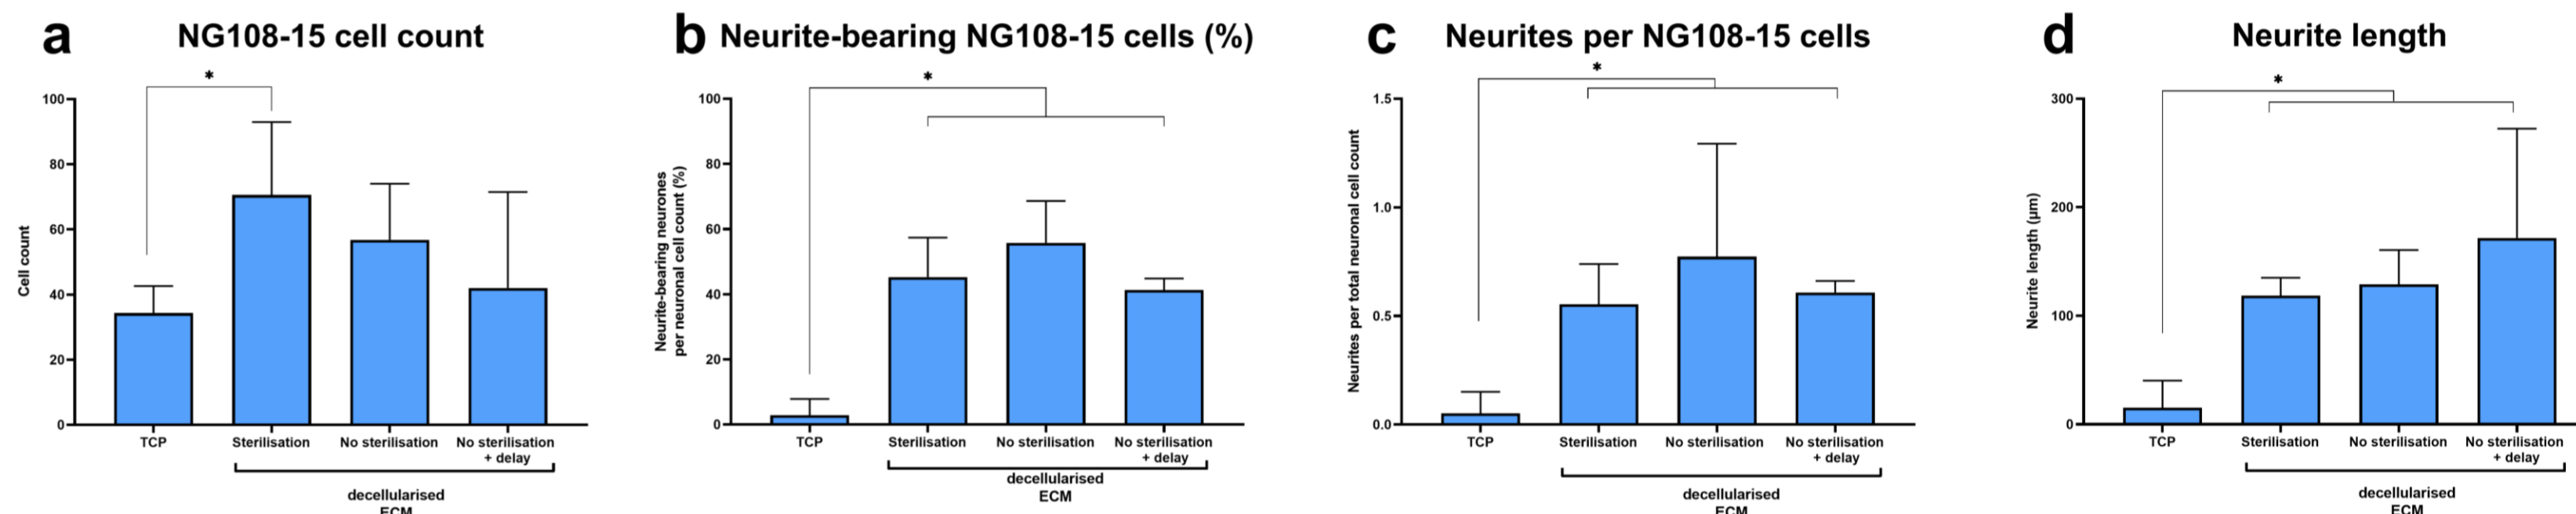 a NG108-15 cell count
*
Cell count
100
80
60
40
20
0
TCP
Sterilisation
No sterilisation
No sterilisation
+ delay
decellularised
ECM
b Neurite-bearing NG108-15 cells (%)
*
Neurite-bearing neurones
per neuronal cell count (%)
100
80
60
40
20
0
TCP
Sterilisation
No sterilisation
No sterilisation
+ delay
decellularised
ECM
c Neurites per NG108-15 cells
*
Neurites per total neuronal cell count
1.5
1.0
0.5
0.0
TCP
Sterilisation
No sterilisation
No sterilisation
+ delay
decellularised
ECM
d Neurite length
*
Neurite length (µm)
300
200
100
0
TCP
Sterilisation
No sterilisation
No sterilisation
+ delay
decellularised
ECM